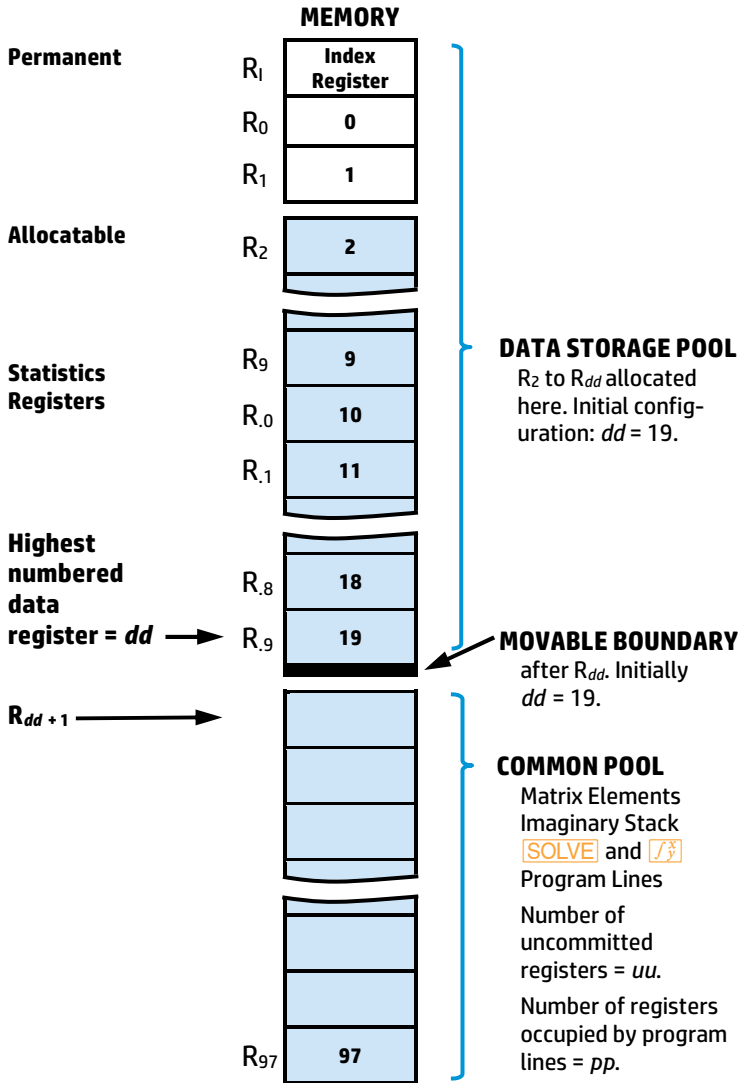 MEMORY
Permanent
RI
Index
Register
R0
0
R1
1
Allocatable
R2
2
DATA STORAGE POOL
R2 to Rdd allocated
here. Initial config-
uration: dd = 19.
Statistics
Registers
R9
9
R.0
10
R.1
11
Highest
numbered
data
register = dd
R.8
18
R.9
19
MOVABLE BOUNDARY
after Rdd. Initially
dd = 19.
Rdd + 1
COMMON POOL
Matrix Elements
Imaginary Stack
SOLVE and ∫xy
Program Lines
Number of
uncommitted
registers = uu.
Number of registers
occupied by program
lines = pp.
R97
97